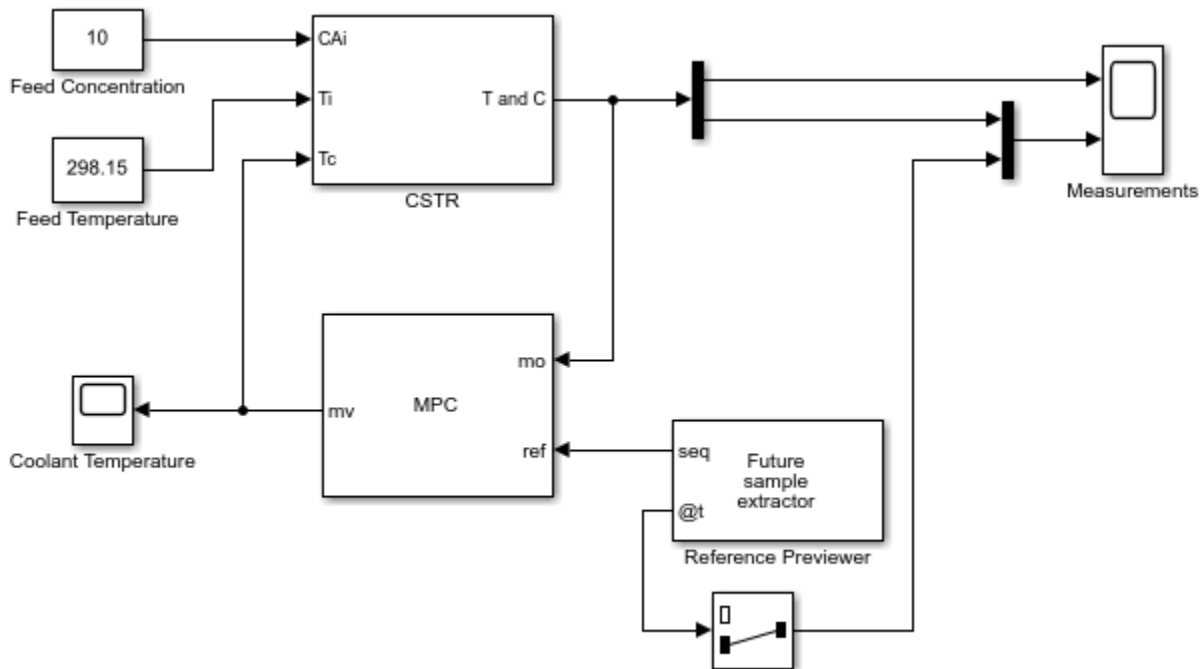 10
Feed Concentration
298.15
Feed Temperature
CAi
Ti
Tc
T and C
CSTR
Measurements
mo
MPC
mv
ref
Coolant Temperature
seq
@t
Future
sample
extractor
Reference Previewer